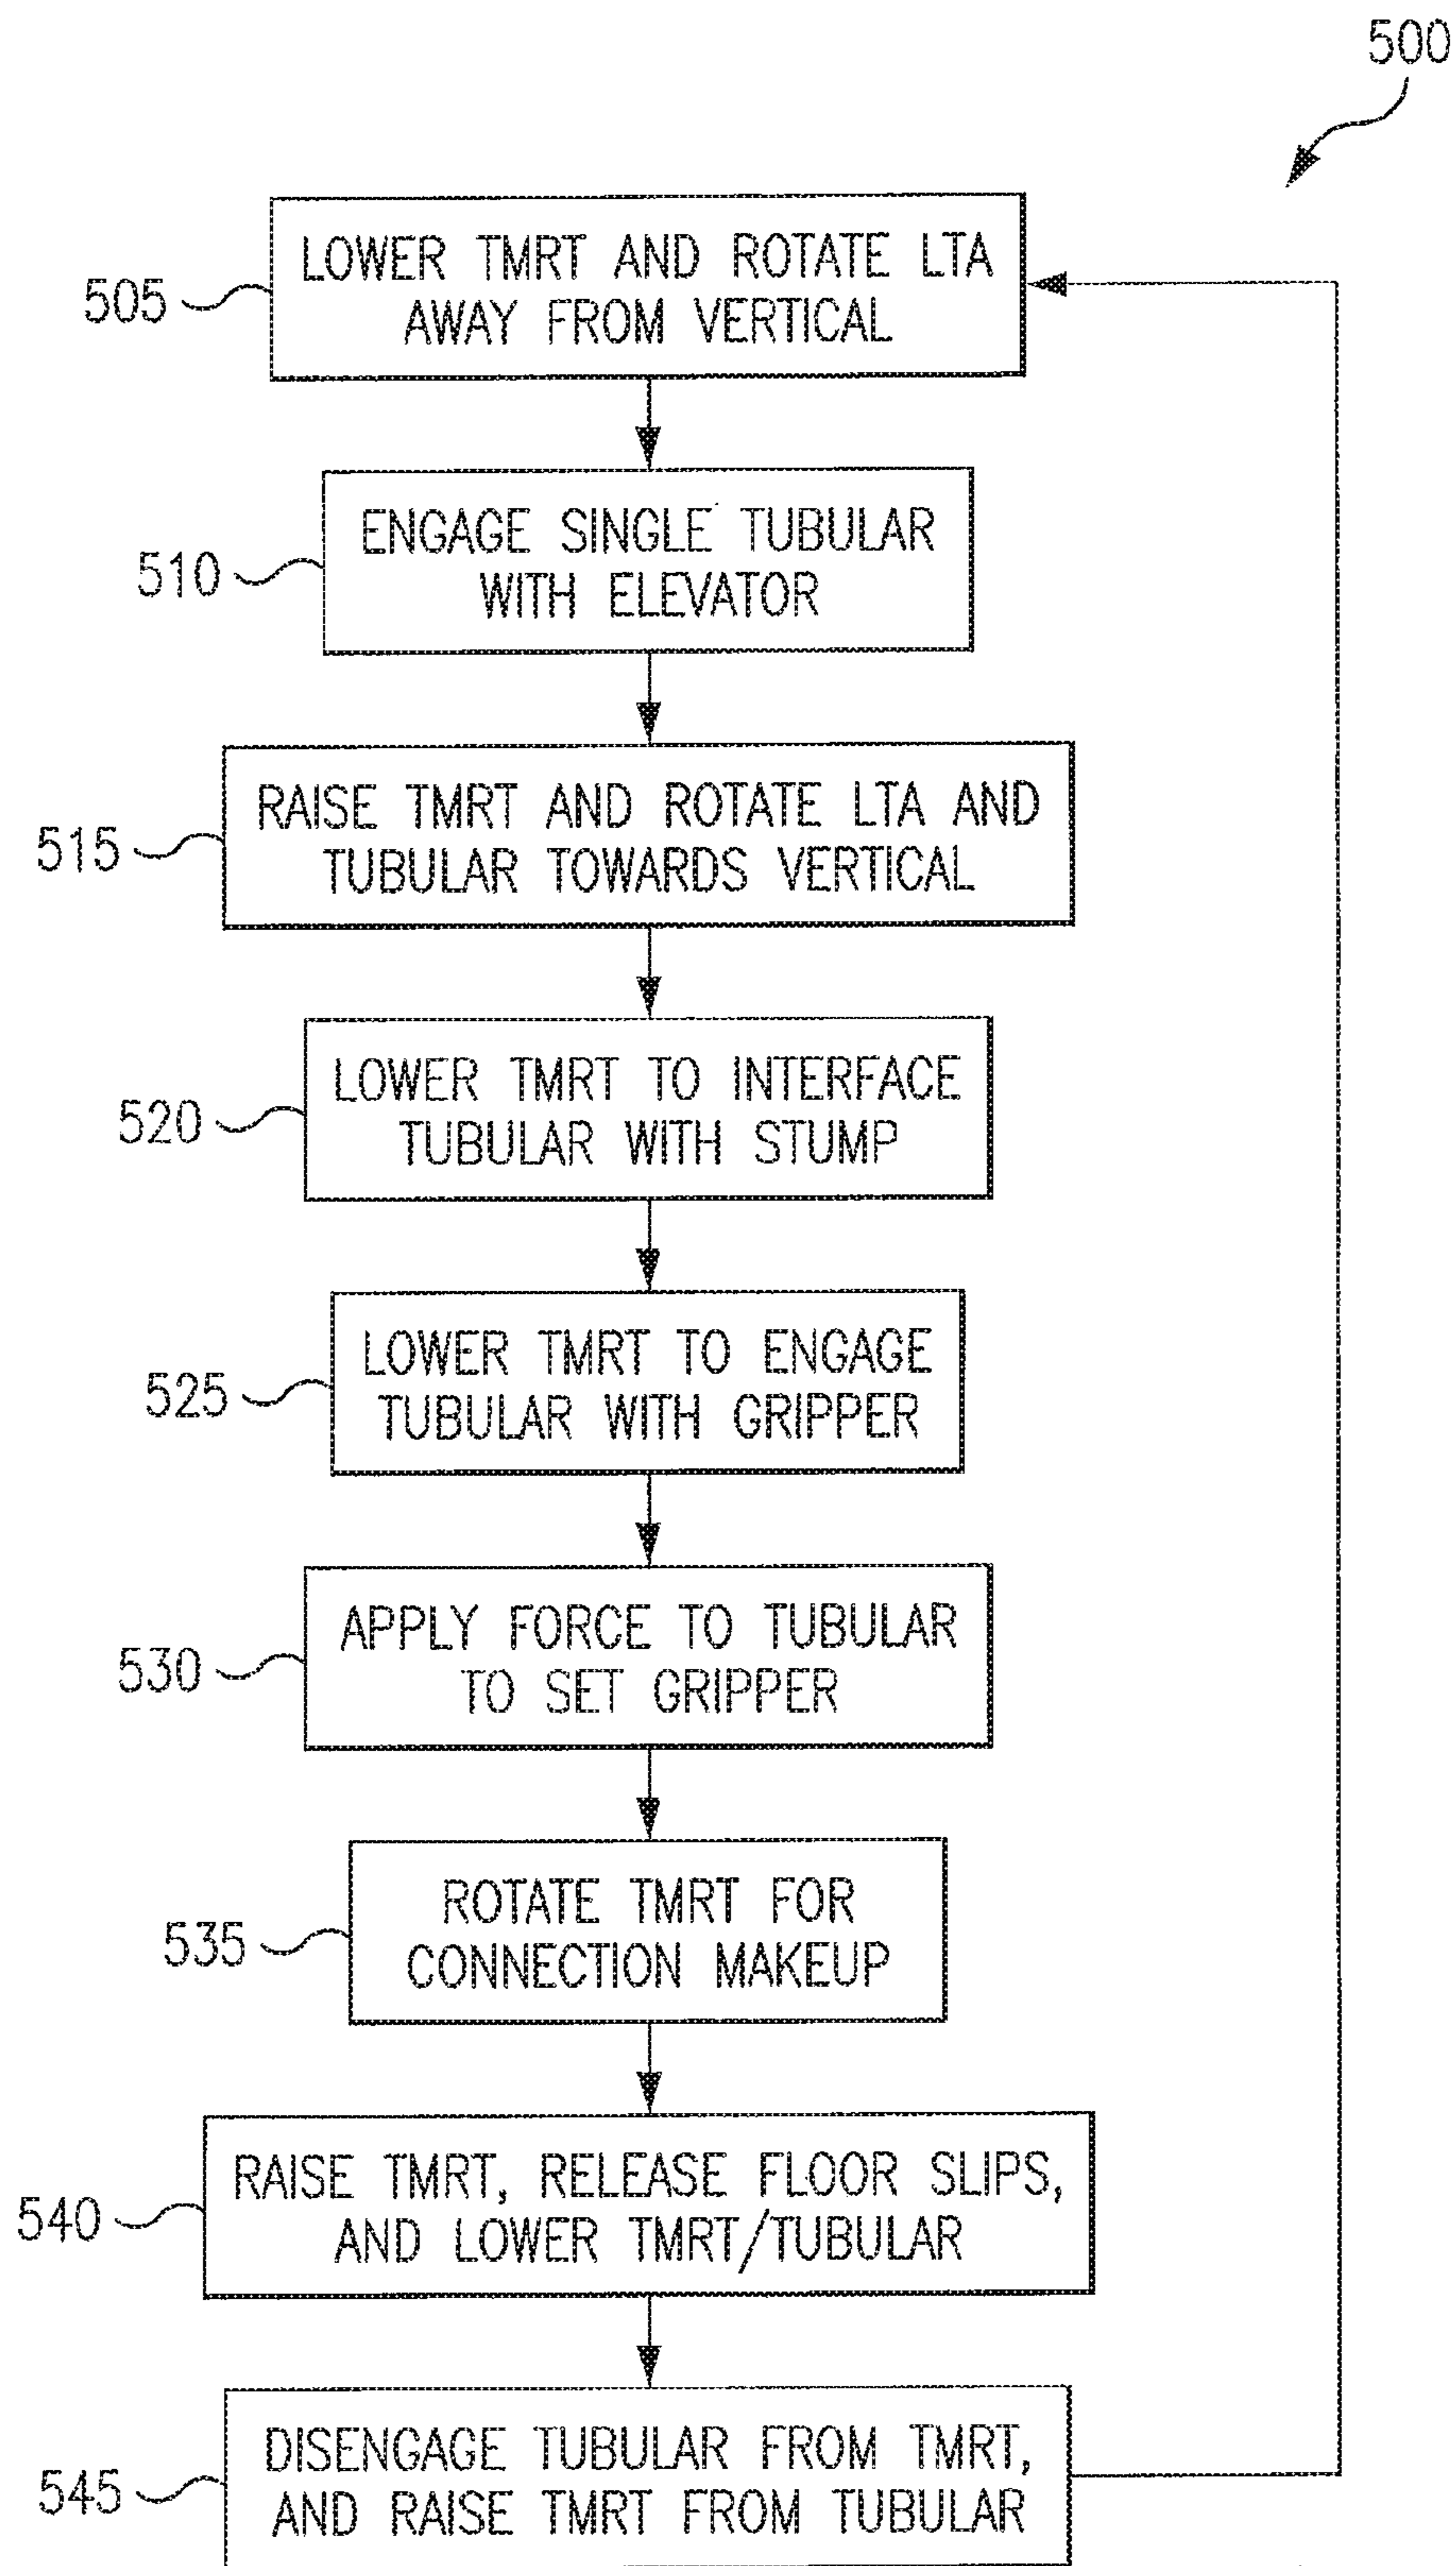 500
505
LOWER TMRT AND ROTATE LTA
AWAY FROM VERTICAL
510
ENGAGE SINGLE TUBULAR
WITH ELEVATOR
515
RAISE TMRT AND ROTATE LTA AND
TUBULAR TOWARDS VERTICAL
520
LOWER TMRT TO INTERFACE
TUBULAR WITH STUMP
525
LOWER TMRT TO ENGAGE
TUBULAR WITH GRIPPER
530
APPLY FORCE TO TUBULAR
TO SET GRIPPER
535
ROTATE TMRT FOR
CONNECTION MAKEUP
540
RAISE TMRT, RELEASE FLOOR SLIPS,
AND LOWER TMRT/TUBULAR
545
DISENGAGE TUBULAR FROM TMRT,
AND RAISE TMRT FROM TUBULAR